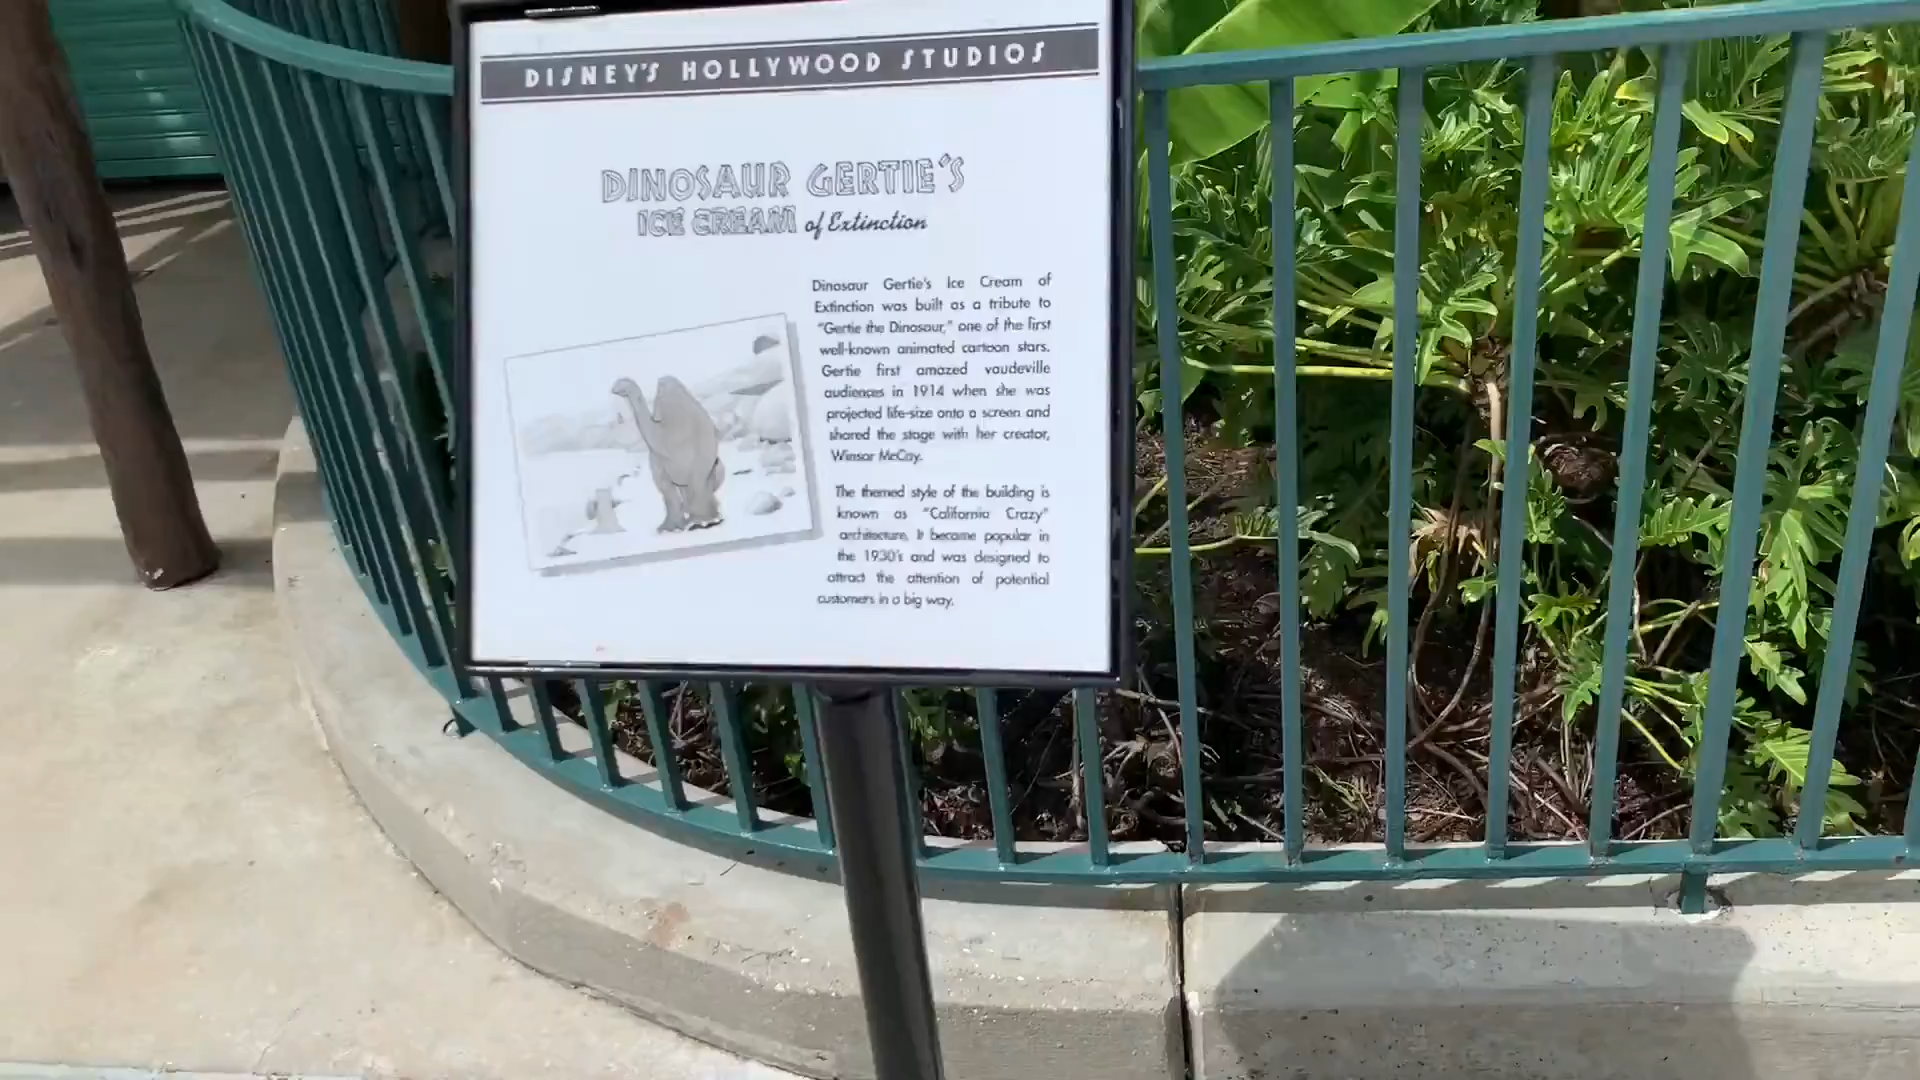 DISNEY'S HOLLYWOOD STUDIOS
DINOSAUR GERTIE'S
ICE CREAM of Extinction
Dinosaur Gertie's Ice Cream of
Extinction was built as a tribute to
"Gertie the Dinosaur," one of the first
well-known animated cartoon stars.
Gertie first amazed vaudeville
audiences in 1914 when she was
projected life-size onto a screen and
shared the stage with her creator,
Winsor McCay.
The themed style of the building is
known as "California Crazy"
architecture. It became popular in
the 1930's and was designed to
attract the attention of potential
customers in a big way.